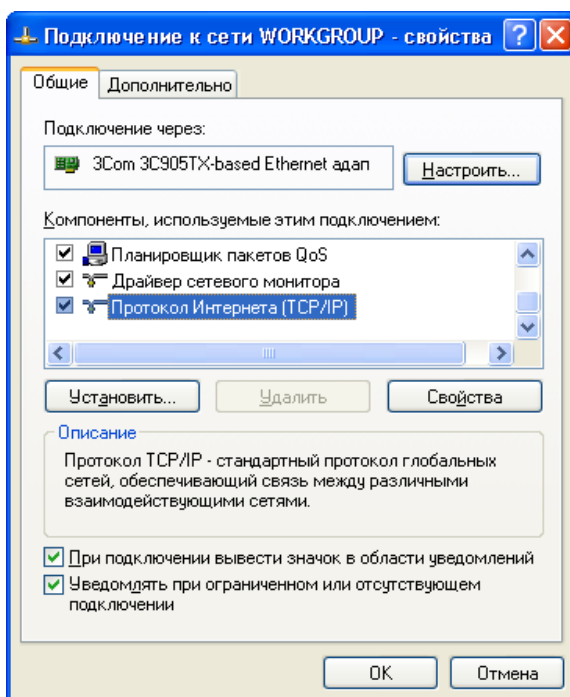 Подключение к сети WORKGROUP - свойства
Общие
Дополнительно
Подключение через:
3Com 3C905TX-based Ethernet адап
Настроить...
Компоненты, используемые этим подключением:
Планировщик пакетов QoS
Драйвер сетевого монитора
Протокол Интернета (TCP/IP)
Установить...
Удалить
Свойства
Описание
Протокол TCP/IP - стандартный протокол глобальных
сетей, обеспечивающий связь между различными
взаимодействующими сетями.
При подключении вывести значок в области уведомлений
Уведомлять при ограниченном или отсутствующем
подключении
OK
Отмена